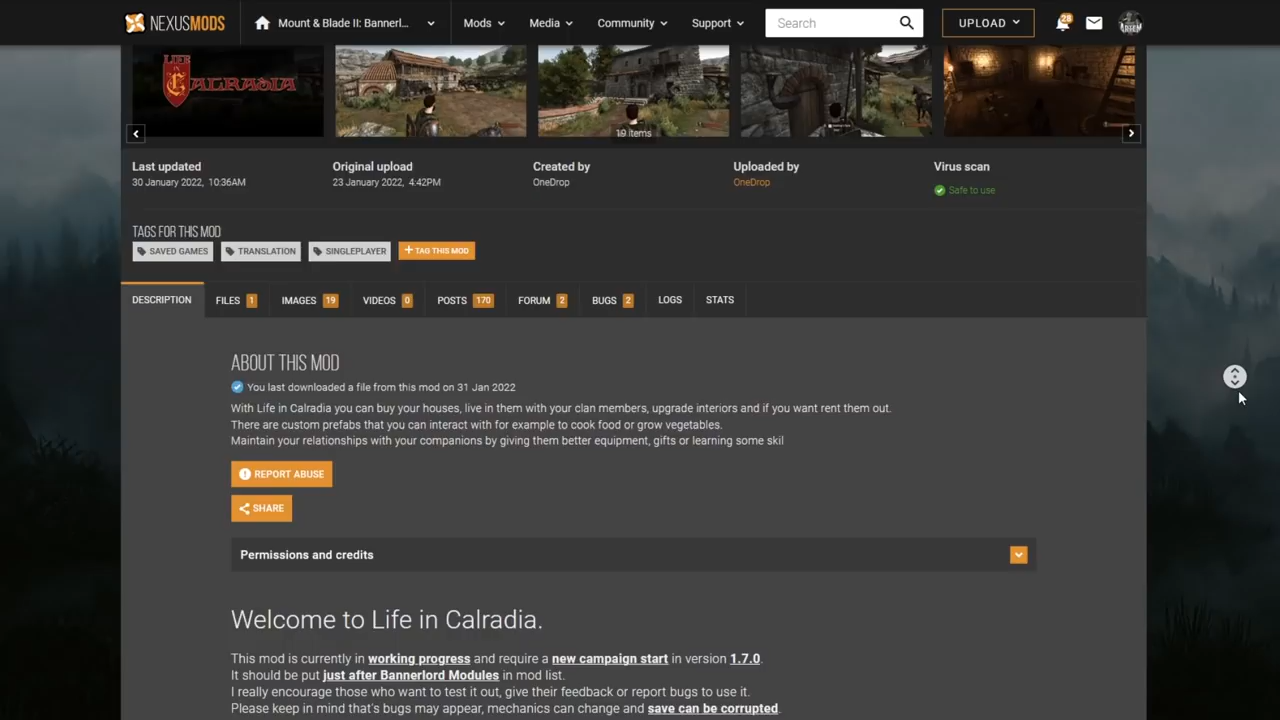 NEXUSMODS
Mount & Blade II: Bannerl...
Mods
Media
Community
Support
Search
UPLOAD
28
LIFE
IN
CALRADIA
19 items
Last updated
30 January 2022, 10:36AM
Original upload
23 January 2022, 4:42PM
Created by
OneDrop
Uploaded by
OneDrop
Virus scan
Safe to use
TAGS FOR THIS MOD
SAVED GAMES
TRANSLATION
SINGLEPLAYER
+ TAG THIS MOD
DESCRIPTION
FILES 1
IMAGES 19
VIDEOS 0
POSTS 170
FORUM 2
BUGS 2
LOGS
STATS
ABOUT THIS MOD
You last downloaded a file from this mod on 31 Jan 2022
With Life in Calradia you can buy your houses, live in them with your clan members, upgrade interiors and if you want rent them out.
There are custom prefabs that you can interact with for example to cook food or grow vegetables.
Maintain your relationships with your companions by giving them better equipment, gifts or learning some skil
REPORT ABUSE
SHARE
Permissions and credits
Welcome to Life in Calradia.
This mod is currently in working progress and require a new campaign start in version 1.7.0.
It should be put just after Bannerlord Modules in mod list.
I really encourage those who want to test it out, give their feedback or report bugs to use it.
Please keep in mind that's bugs may appear, mechanics can change and save can be corrupted.